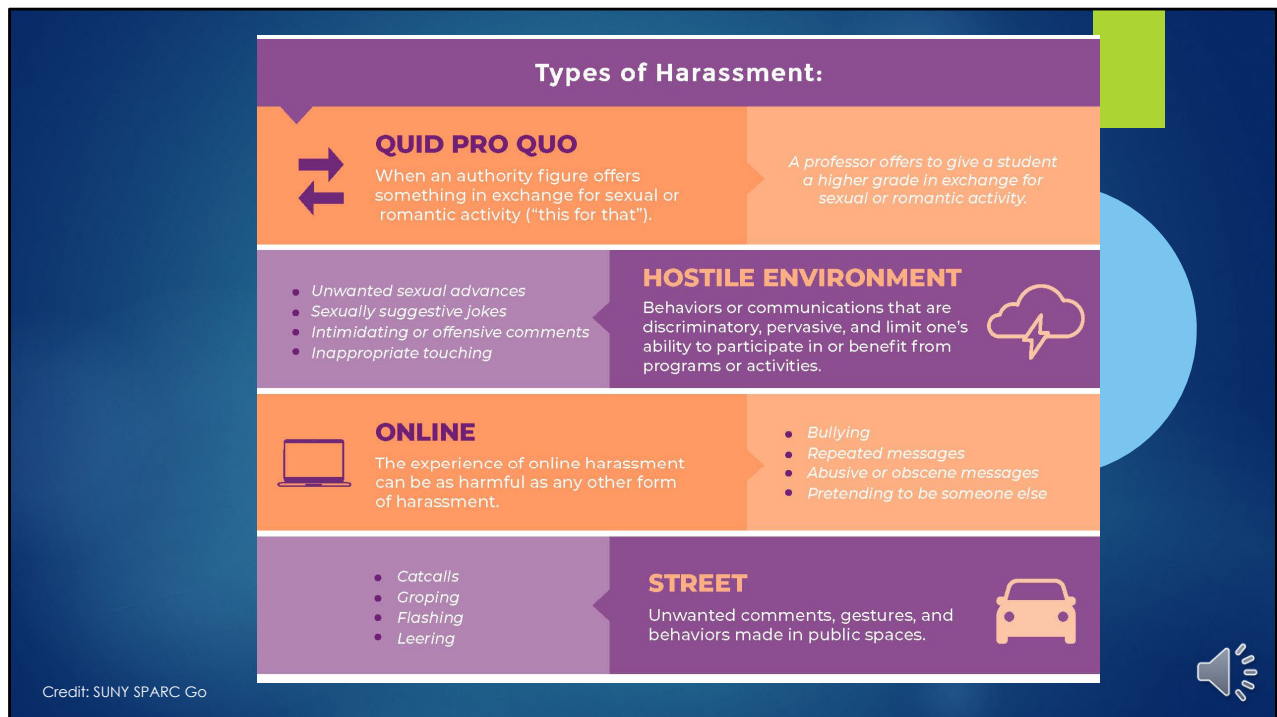 Types of Harassment:
QUID PRO QUO
When an authority figure offers
something in exchange for sexual or
romantic activity (“this for that”).
A professor offers to give a student
a higher grade in exchange for
sexual or romantic activity.
• Unwanted sexual advances
• Sexually suggestive jokes
• Intimidating or offensive comments
• Inappropriate touching
HOSTILE ENVIRONMENT
Behaviors or communications that are
discriminatory, pervasive, and limit one’s
ability to participate in or benefit from
programs or activities.
ONLINE
The experience of online harassment
can be as harmful as any other form
of harassment.
• Bullying
• Repeated messages
• Abusive or obscene messages
• Pretending to be someone else
• Catcalls
• Groping
• Flashing
• Leering
STREET
Unwanted comments, gestures, and
behaviors made in public spaces.
Credit: SUNY SPARC Go